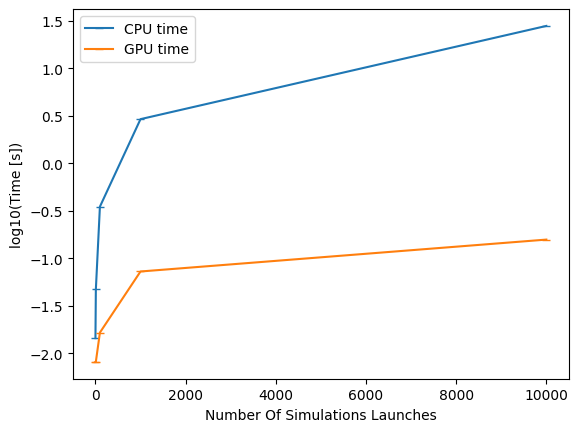 CPU time
GPU time
1.5
1.0
0.5
0.0
−0.5
−1.0
−1.5
−2.0
log10(Time [s])
0 2000 4000 6000 8000 10000
Number Of Simulations Launches